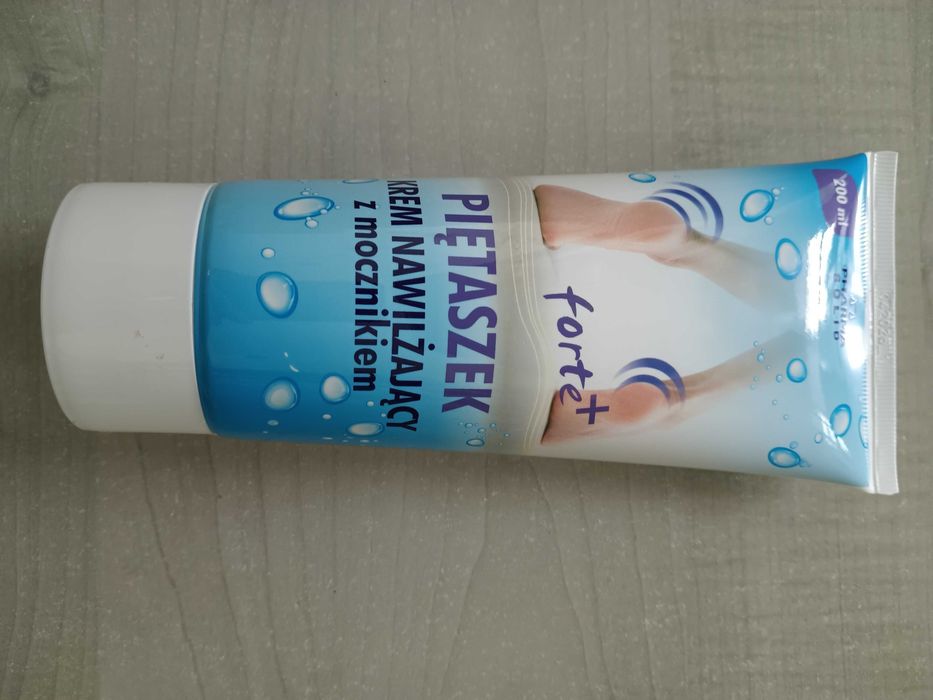 200 ml
forte+
PIĘTASZEK
KREM NAWILŻAJĄCY
z mocznikiem